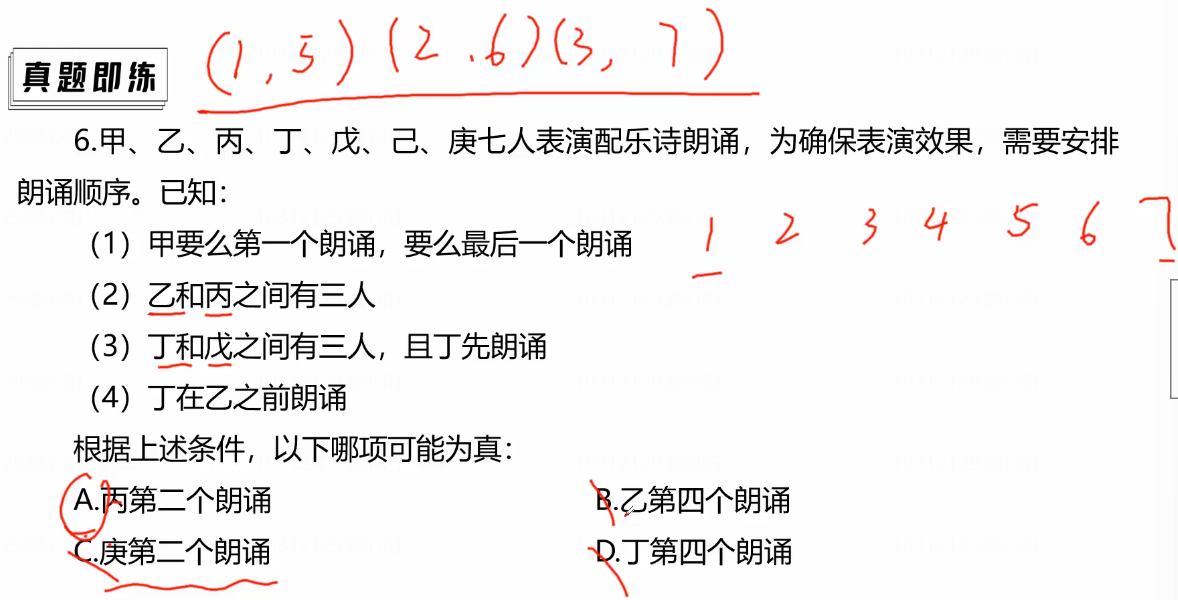 (1,5)(2.6)(3,7)
真题即练
6.甲、乙、丙、丁、戊、己、庚七人表演配乐诗朗诵，为确保表演效果，需要安排
朗诵顺序。已知：
（1）甲要么第一个朗诵，要么最后一个朗诵
1 2 3 4 5 6 7
（2）乙和丙之间有三人
（3）丁和戊之间有三人，且丁先朗诵
（4）丁在乙之前朗诵
根据上述条件，以下哪项可能为真：
A.丙第二个朗诵 B.乙第四个朗诵
C.庚第二个朗诵 D.丁第四个朗诵